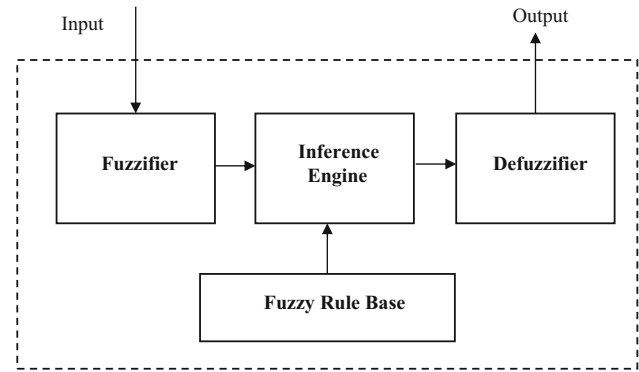 Input
Output
Fuzzifier
Inference
Engine
Defuzzifier
Fuzzy Rule Base